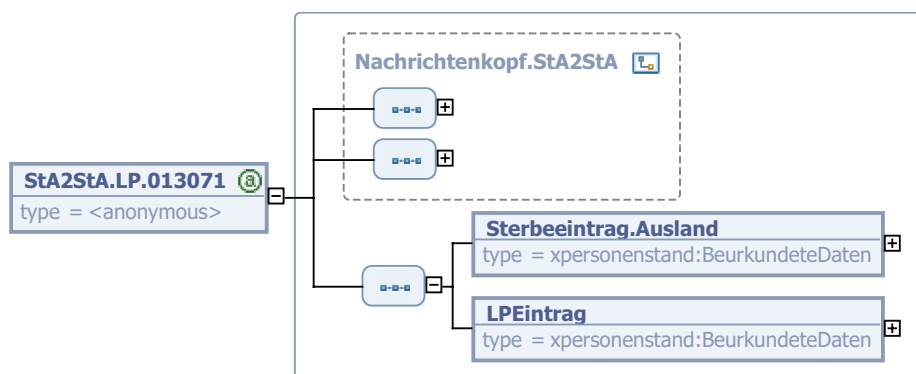 Nachrichtenkopf.StA2StA
StA2StA.LP.013071
type = <anonymous>
Sterbeeintrag.Ausland
type = xpersonenstand:BeurkundeteDaten
LPEintrag
type = xpersonenstand:BeurkundeteDaten